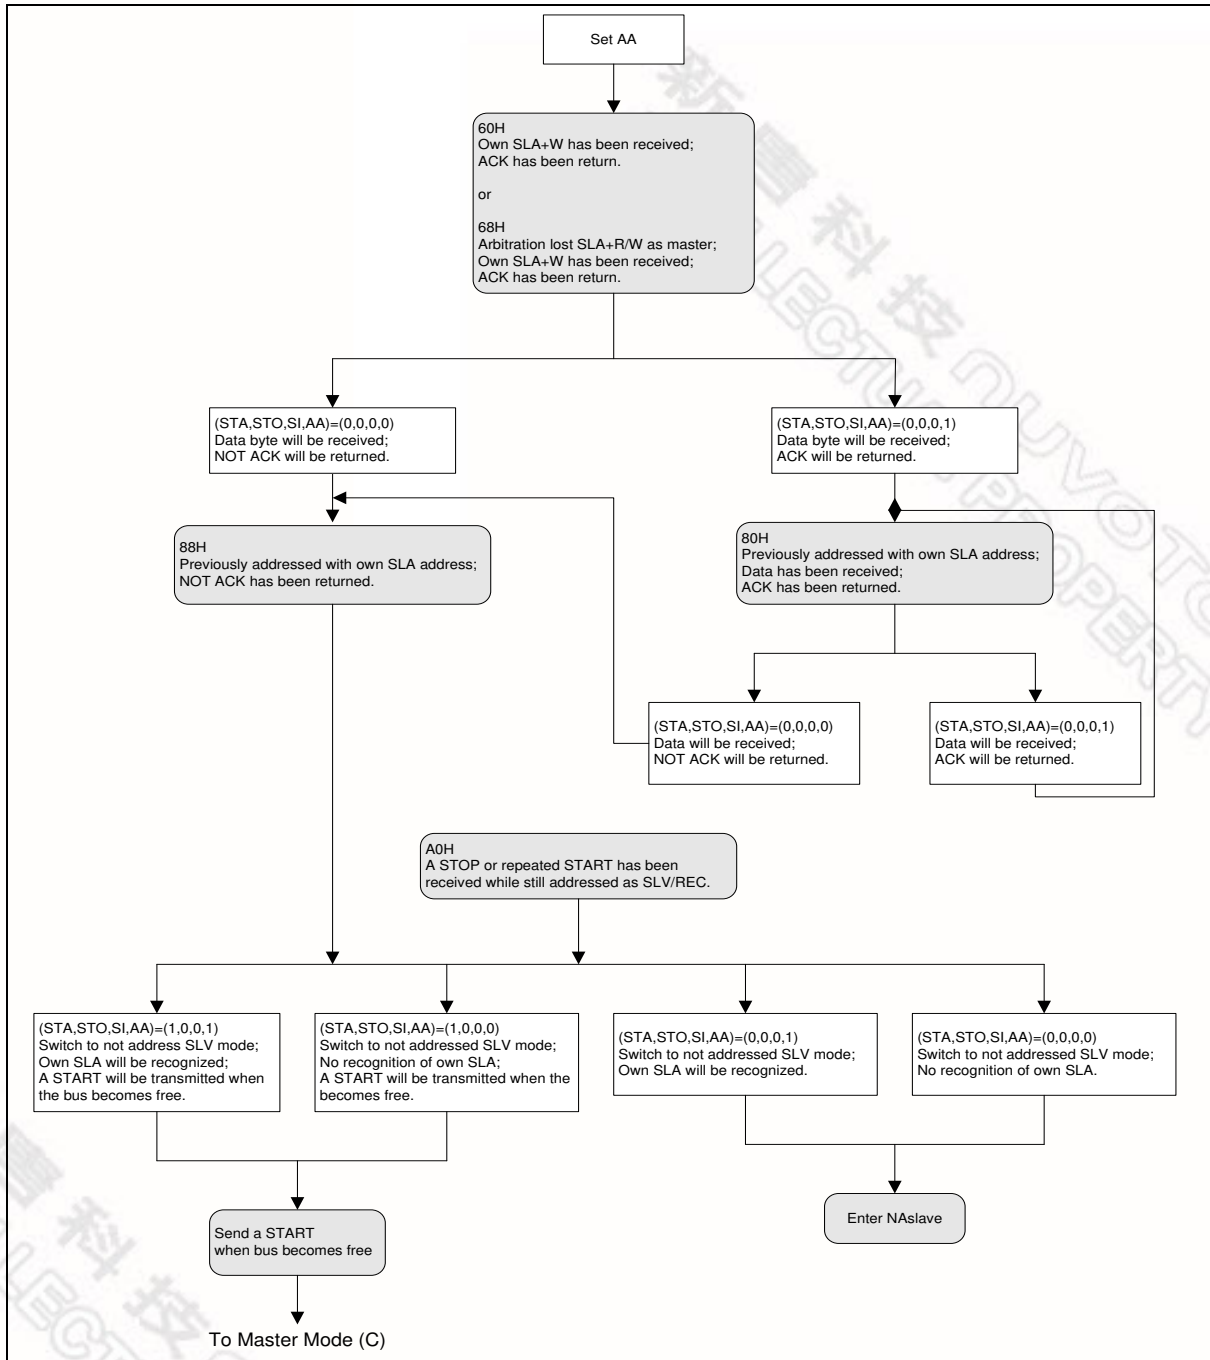 Set AA
60H
Own SLA+W has been received;
ACK has been return.
or
68H
Arbitration lost SLA+R/W as master;
Own SLA+W has been received;
ACK has been return.
(STA,STO,SI,AA)=(0,0,0,0)
Data byte will be received;
NOT ACK will be returned.
(STA,STO,SI,AA)=(0,0,0,1)
Data byte will be received;
ACK will be returned.
88H
Previously addressed with own SLA address;
NOT ACK has been returned.
80H
Previously addressed with own SLA address;
Data has been received;
ACK has been returned.
(STA,STO,SI,AA)=(0,0,0,0)
Data will be received;
NOT ACK will be returned.
(STA,STO,SI,AA)=(0,0,0,1)
Data will be received;
ACK will be returned.
A0H
A STOP or repeated START has been
received while still addressed as SLV/REC.
(STA,STO,SI,AA)=(1,0,0,1)
Switch to not address SLV mode;
Own SLA will be recognized;
A START will be transmitted when
the bus becomes free.
(STA,STO,SI,AA)=(1,0,0,0)
Switch to not addressed SLV mode;
No recognition of own SLA;
A START will be transmitted when the
becomes free.
(STA,STO,SI,AA)=(0,0,0,1)
Switch to not addressed SLV mode;
Own SLA will be recognized.
(STA,STO,SI,AA)=(0,0,0,0)
Switch to not addressed SLV mode;
No recognition of own SLA.
Send a START
when bus becomes free
Enter NAslave
To Master Mode (C)